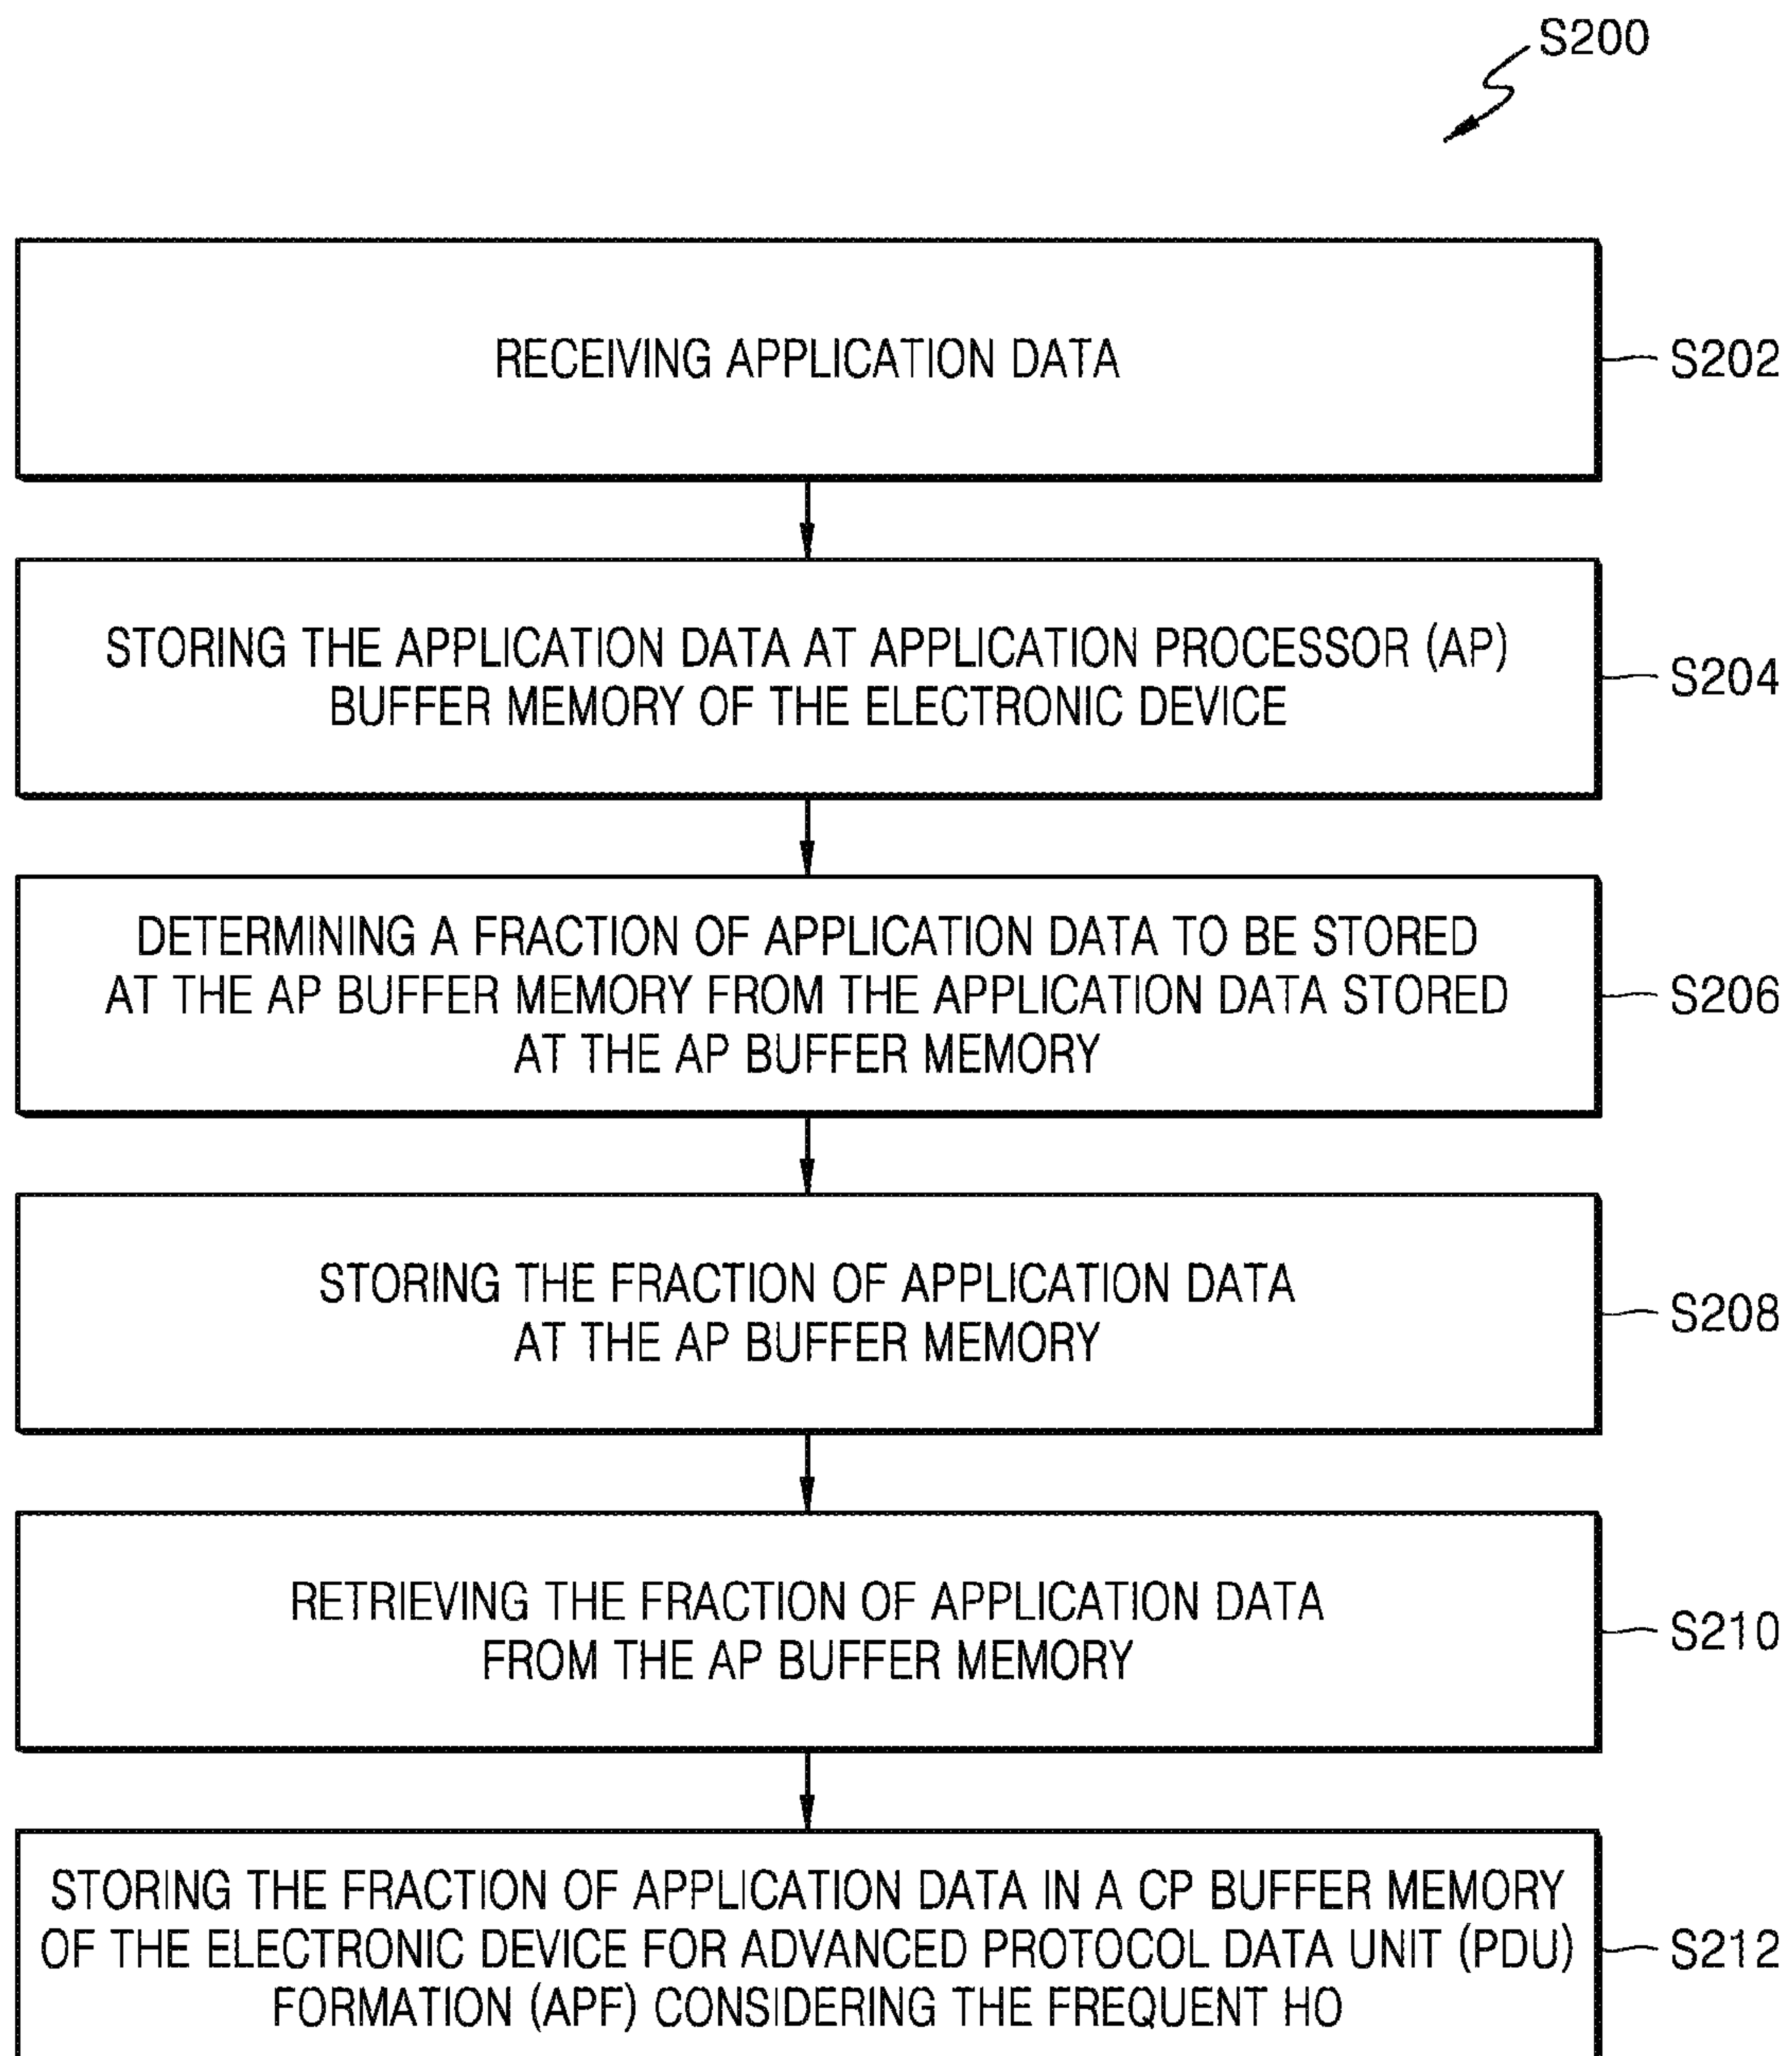 S200
RECEIVING APPLICATION DATA
S202
STORING THE APPLICATION DATA AT APPLICATION PROCESSOR (AP)
BUFFER MEMORY OF THE ELECTRONIC DEVICE
S204
DETERMINING A FRACTION OF APPLICATION DATA TO BE STORED
AT THE AP BUFFER MEMORY FROM THE APPLICATION DATA STORED
AT THE AP BUFFER MEMORY
S206
STORING THE FRACTION OF APPLICATION DATA
AT THE AP BUFFER MEMORY
S208
RETRIEVING THE FRACTION OF APPLICATION DATA
FROM THE AP BUFFER MEMORY
S210
STORING THE FRACTION OF APPLICATION DATA IN A CP BUFFER MEMORY
OF THE ELECTRONIC DEVICE FOR ADVANCED PROTOCOL DATA UNIT (PDU)
FORMATION (APF) CONSIDERING THE FREQUENT HO
S212